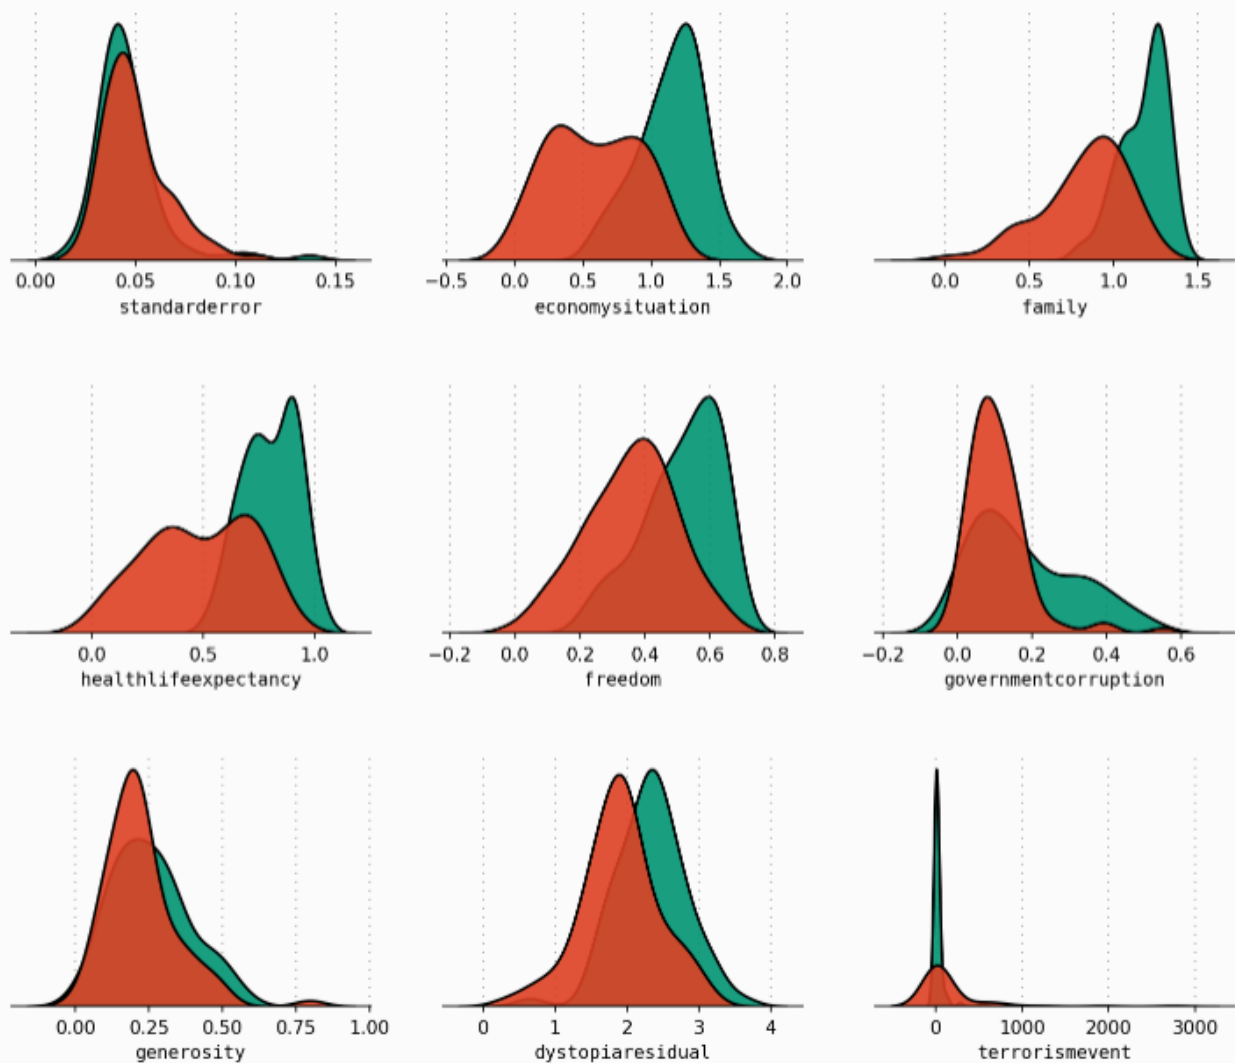 0.00 0.05 0.10 0.15
standarderror
−0.5 0.0 0.5 1.0 1.5 2.0
economysituation
0.0 0.5 1.0 1.5
family
0.0 0.5 1.0
healthlifeexpectancy
−0.2 0.0 0.2 0.4 0.6 0.8
freedom
−0.2 0.0 0.2 0.4 0.6
governmentcorruption
0.00 0.25 0.50 0.75 1.00
generosity
0 1 2 3 4
dystopiaresidual
0 1000 2000 3000
terrorismevent